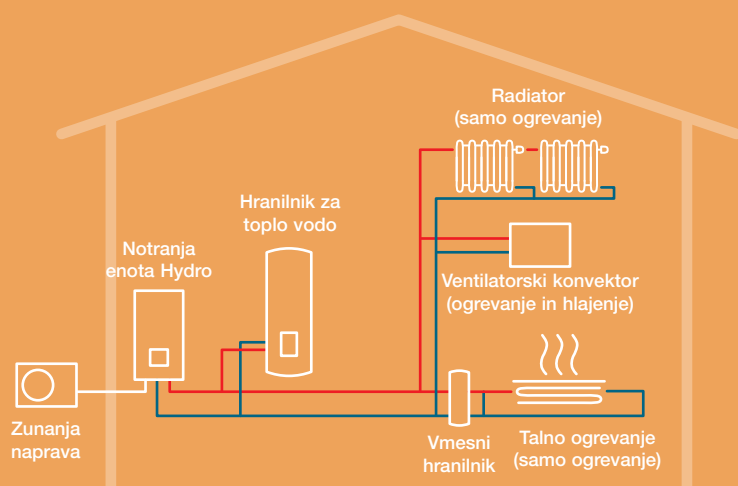 Radiator
(samo ogrevanje)
Hranilnik za
toplo vodo
Notranja
enota Hydro
Ventilatorski konvektor
(ogrevanje in hlajenje)
Zunanja
naprava
Vmesni
hranilnik
Talno ogrevanje
(samo ogrevanje)